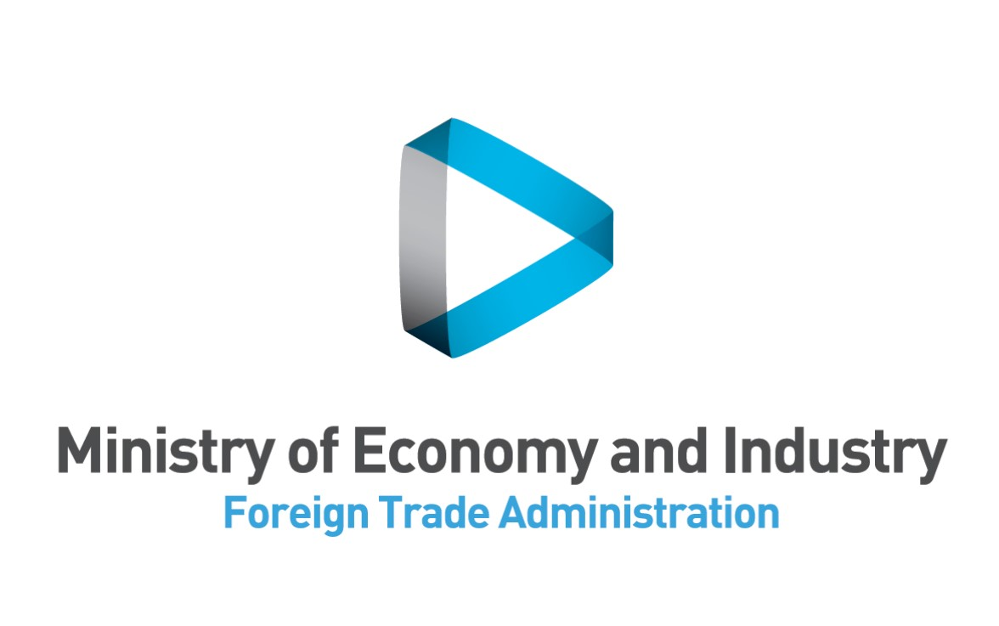 Ministry of Economy and Industry
Foreign Trade Administration